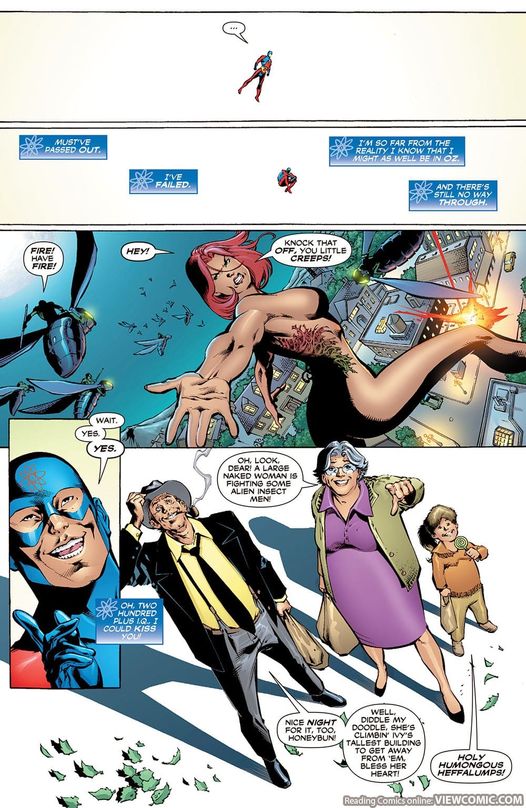 ...
MUST'VE
PASSED OUT.
I'VE
FAILED.
I'M SO FAR FROM THE
REALITY I KNOW THAT I
MIGHT AS WELL BE IN OZ.
AND THERE'S
STILL NO WAY
THROUGH.
FIRE!
HAVE
FIRE!
HEY!
KNOCK THAT
OFF, YOU LITTLE
CREEPS!
WAIT.
YES.
YES.
OH, TWO
HUNDRED
PLUS I.Q., I
COULD KISS
YOU!
OH, LOOK,
DEAR! A LARGE
NAKED WOMAN IS
FIGHTING SOME
ALIEN INSECT
MEN!
NICE NIGHT
FOR IT, TOO,
HONEYBUN!
WELL,
DIDDLE MY
DOODLE, SHE'S
CLIMBIN' IVY'S
TALLEST BUILDING
TO GET AWAY
FROM 'EM,
BLESS HER
HEART!
HOLY
HUMONGOUS
HEFFALUMPS!
Reading Comics online VIEWCOMIC.COM